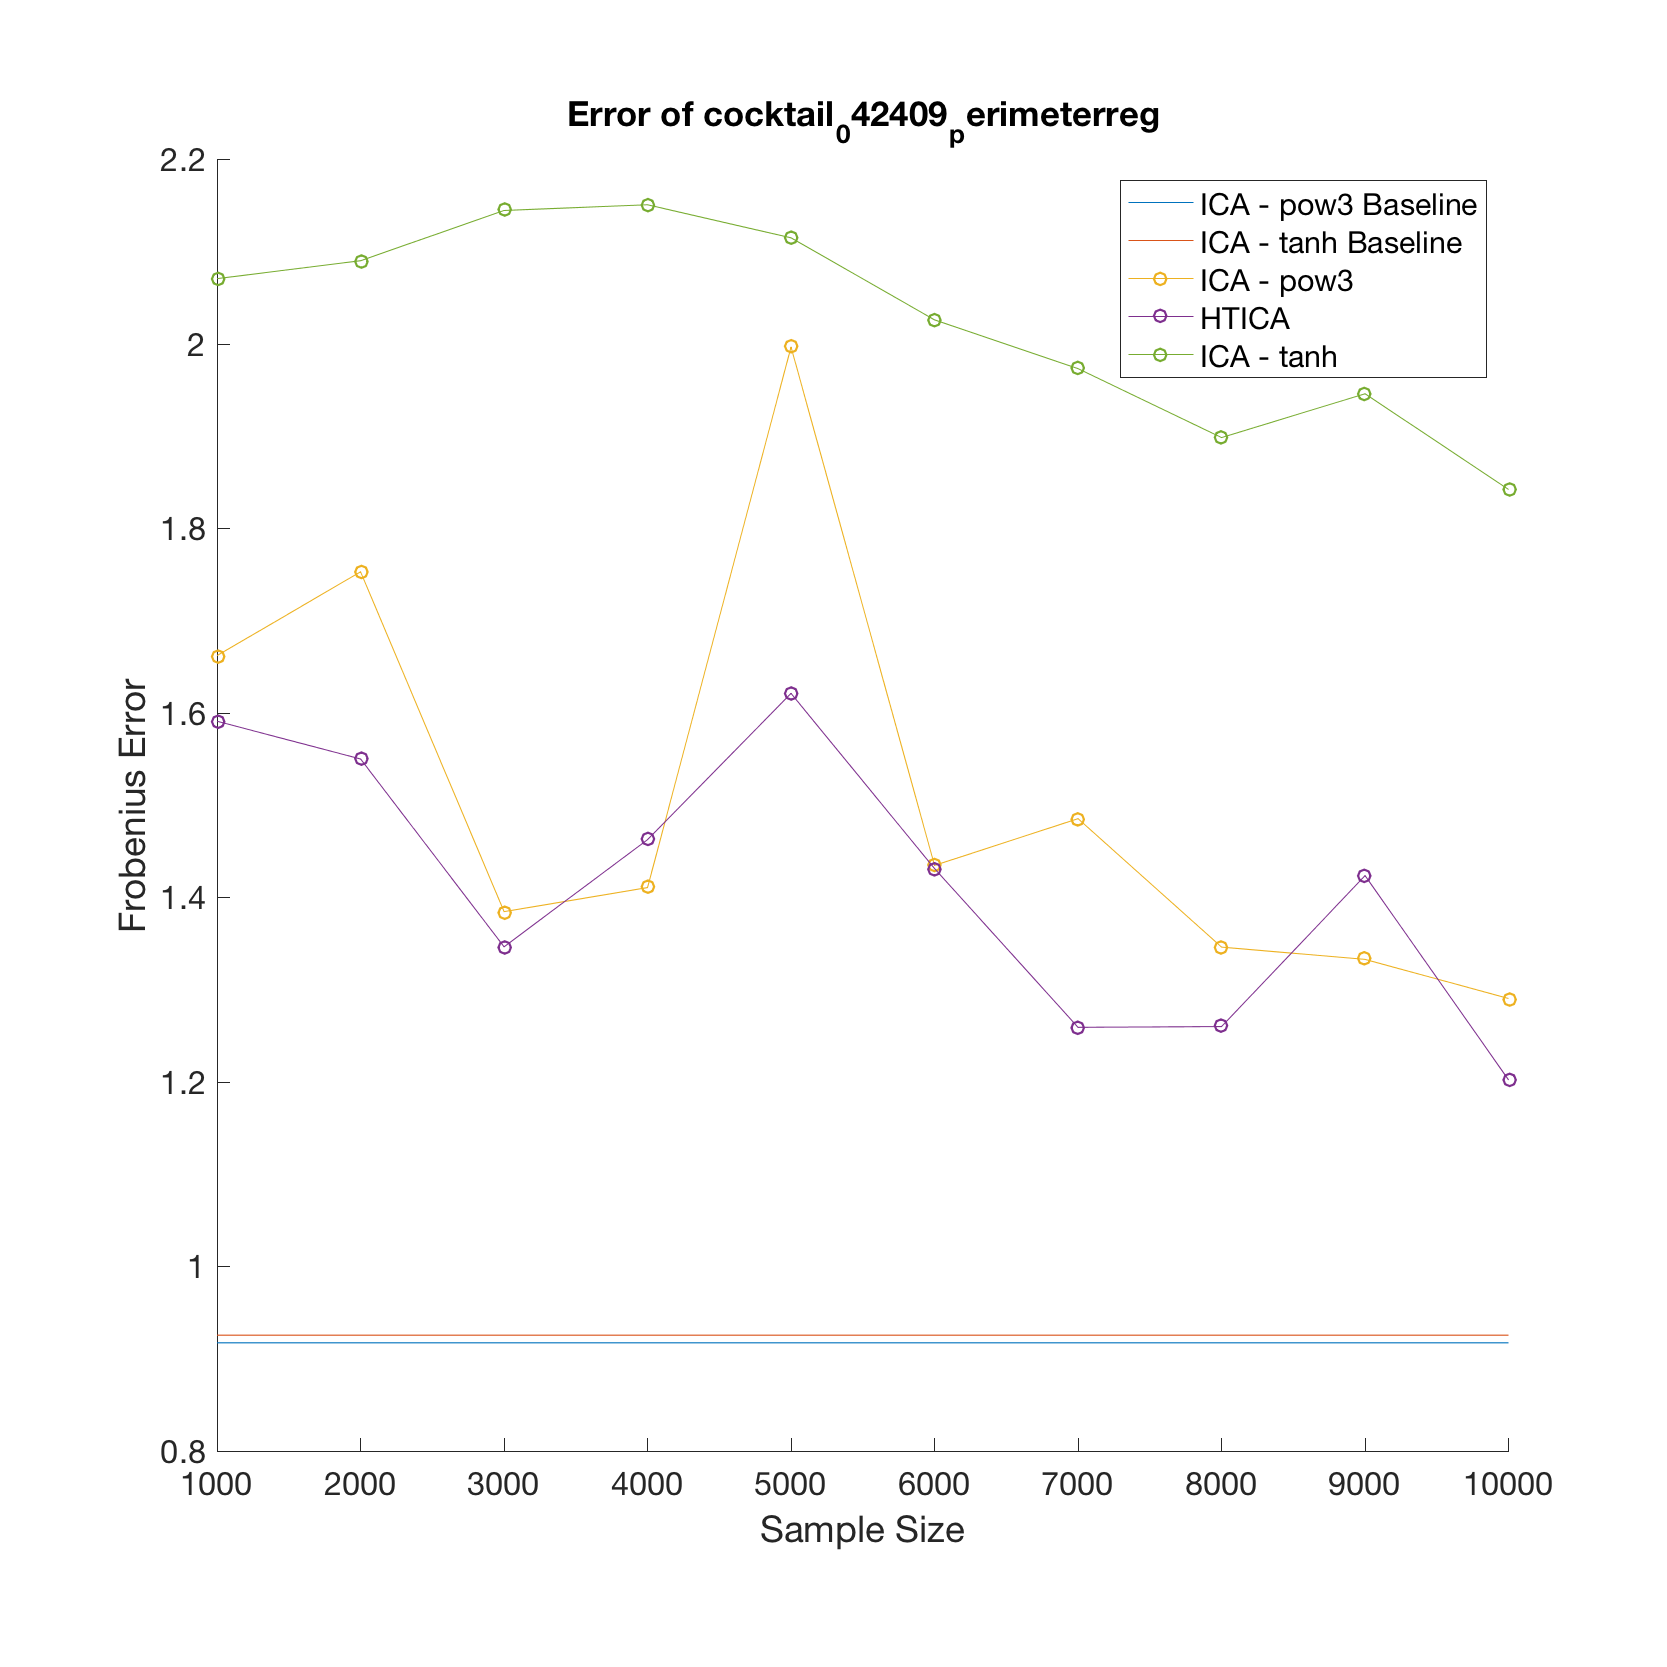 Error of cocktail_042409_perimeterreg
2.2
2
1.8
1.6
1.4
1.2
1
0.8
Frobenius Error
ICA - pow3 Baseline
ICA - tanh Baseline
ICA - pow3
HTICA
ICA - tanh
1000 2000 3000 4000 5000 6000 7000 8000 9000 10000
Sample Size